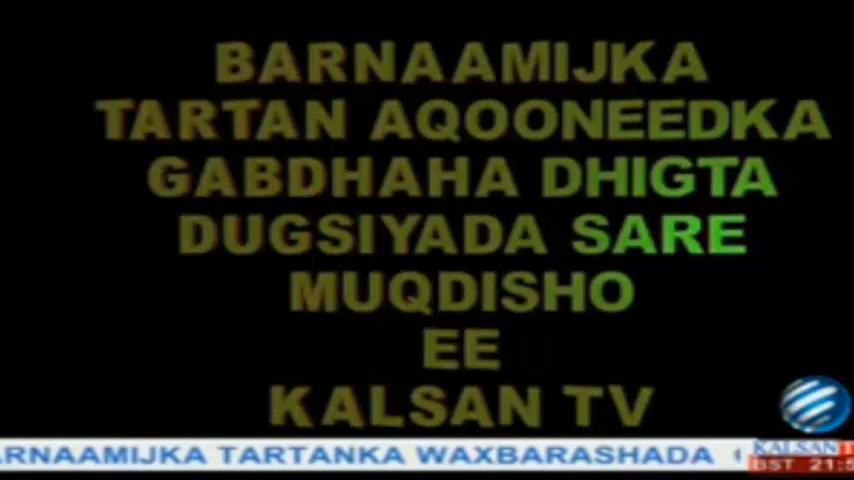 BARNAAMIJKA
TARTAN AQOONEEDKA
GABDHAHA DHIGTA
DUGSIYADA SARE
MUQDISHO
EE
KALSAN TV
ARNAAMIJKA TARTANKA WAXBARASHADA
KALSAN
BST 21:5